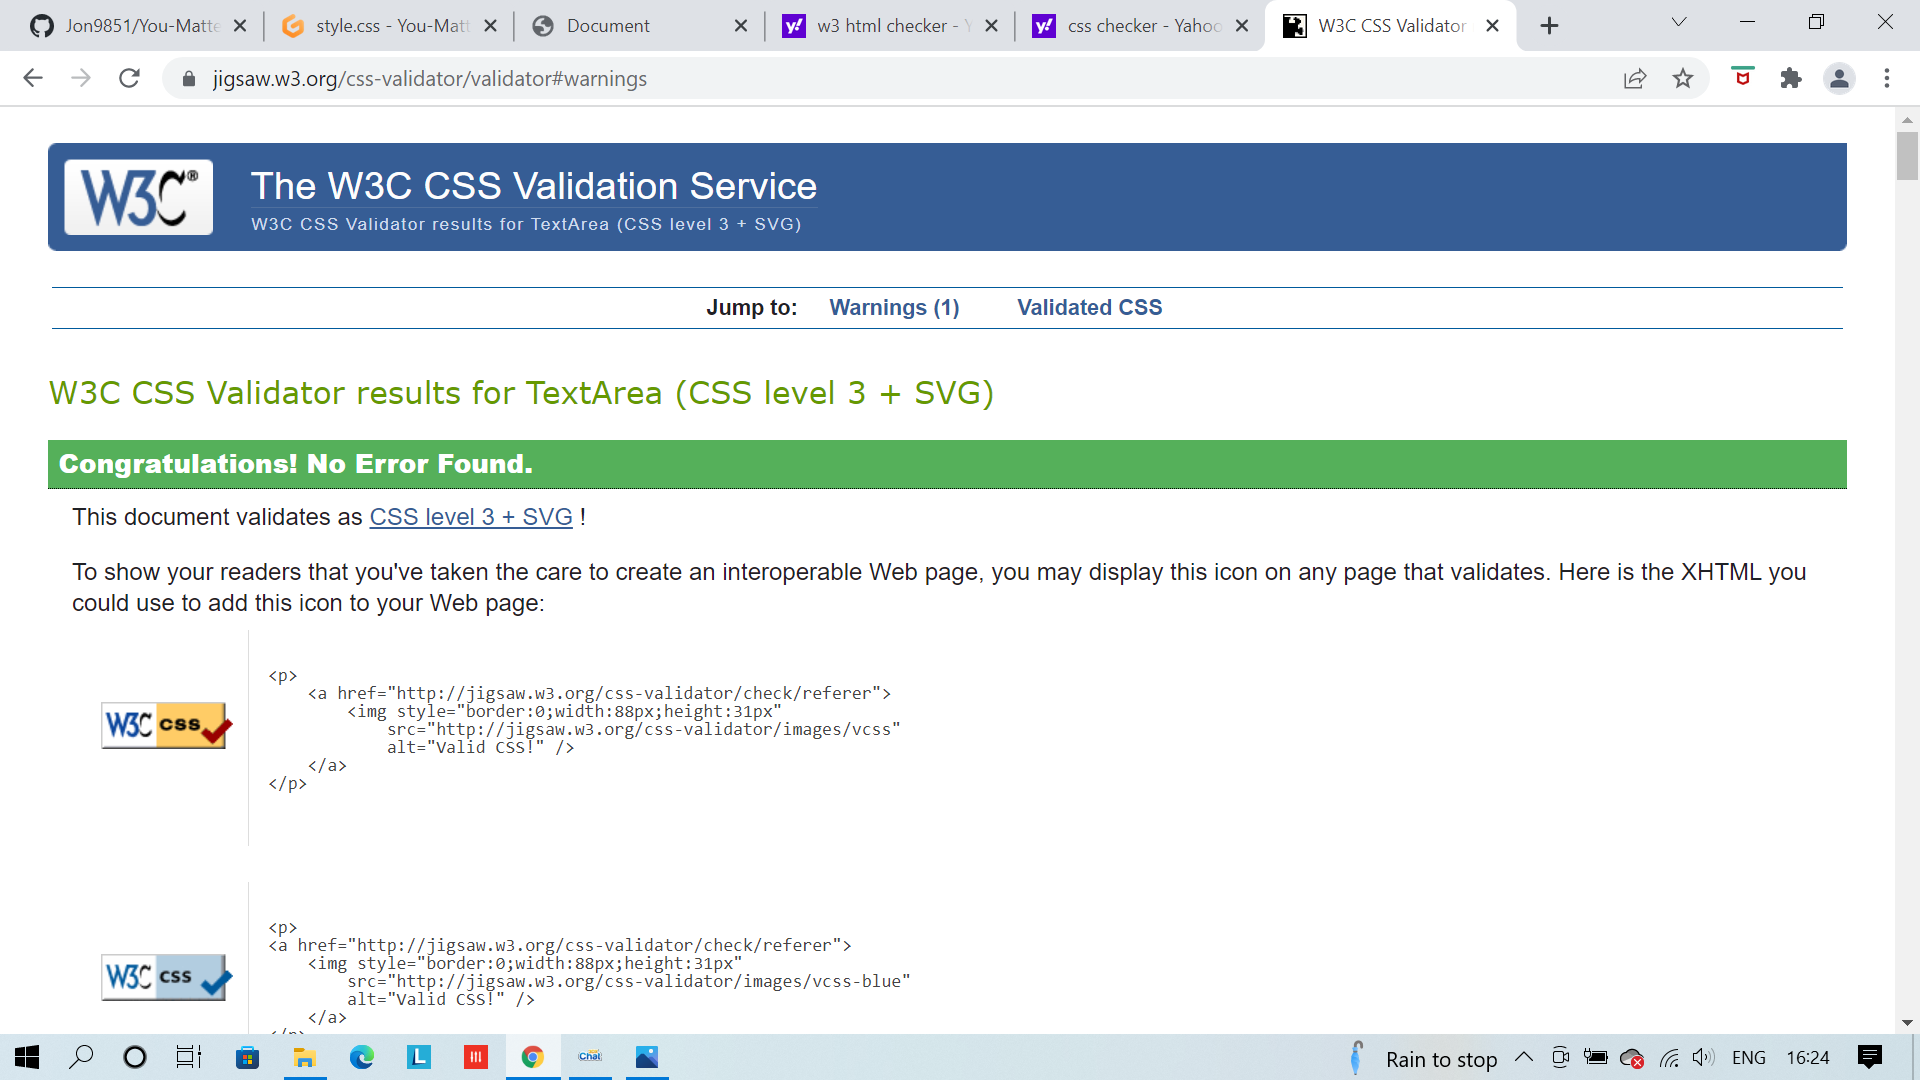 Jon9851/You-Matte
style.css - You-Matt
Document
w3 html checker - Y
css checker - Yahoo
W3C CSS Validator
jigsaw.w3.org/css-validator/validator#warnings
W3C®
The W3C CSS Validation Service
W3C CSS Validator results for TextArea (CSS level 3 + SVG)
Jump to: Warnings (1) Validated CSS
W3C CSS Validator results for TextArea (CSS level 3 + SVG)
Congratulations! No Error Found.
This document validates as CSS level 3 + SVG !
To show your readers that you've taken the care to create an interoperable Web page, you may display this icon on any page that validates. Here is the XHTML you
could use to add this icon to your Web page:
W3C css
<p>
<a href="http://jigsaw.w3.org/css-validator/check/referer">
<img style="border:0;width:88px;height:31px"
src="http://jigsaw.w3.org/css-validator/images/vcss"
alt="Valid CSS!" />
</a>
</p>
W3C css
<p>
<a href="http://jigsaw.w3.org/css-validator/check/referer">
<img style="border:0;width:88px;height:31px"
src="http://jigsaw.w3.org/css-validator/images/vcss-blue"
alt="Valid CSS!" />
</a>
L
Chat
Rain to stop
ENG
16:24